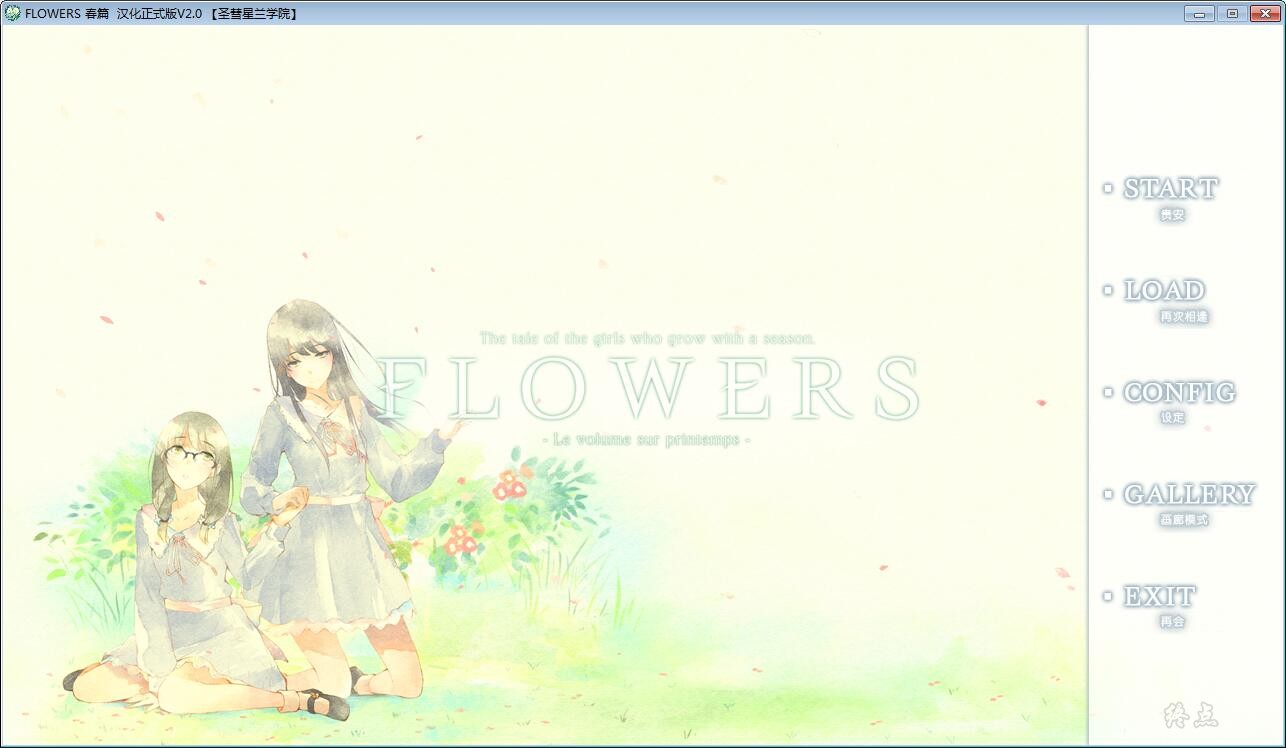 FLOWERS 春篇 汉化正式版V2.0 【圣彗星兰学院】
The tale of the girls who grow with a season.
FLOWERS
- Le volume sur printemps -
START
贵安
LOAD
再次相逢
CONFIG
设定
GALLERY
画廊模式
EXIT
再会
终点